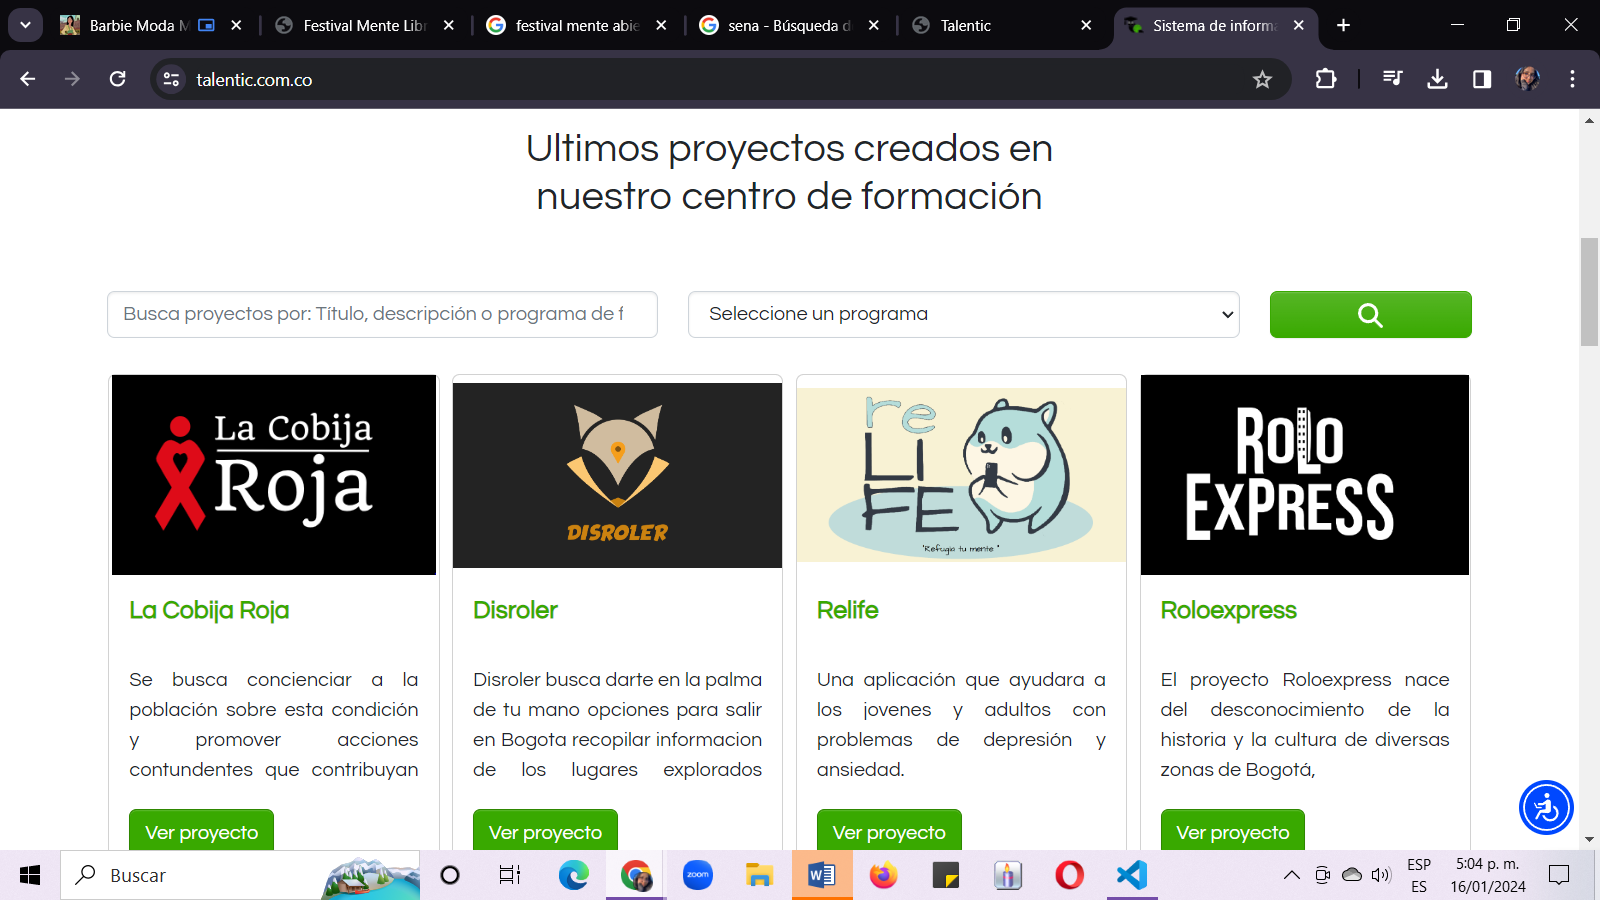 Barbie Moda M
Festival Mente Libr
festival mente abie
sena - Búsqueda d
Talentic
Sistema de informa
talentic.com.co
Ultimos proyectos creados en
nuestro centro de formación
Busca proyectos por: Título, descripción o programa de f
Seleccione un programa
La Cobija
Roja
DISROLER
re
LI
FE
"Refugia tu mente"
ROLO
EXPRESS
La Cobija Roja
Disroler
Relife
Roloexpress
Se busca concienciar a la
población sobre esta condición
y promover acciones
contundentes que contribuyan
Disroler busca darte en la palma
de tu mano opciones para salir
en Bogota recopilar informacion
de los lugares explorados
Una aplicación que ayudara a
los jovenes y adultos con
problemas de depresión y
ansiedad.
El proyecto Roloexpress nace
del desconocimiento de la
historia y la cultura de diversas
zonas de Bogotá,
Ver proyecto
Ver proyecto
Ver proyecto
Ver proyecto
Buscar
zoom
ESP
ES
5:04 p. m.
16/01/2024